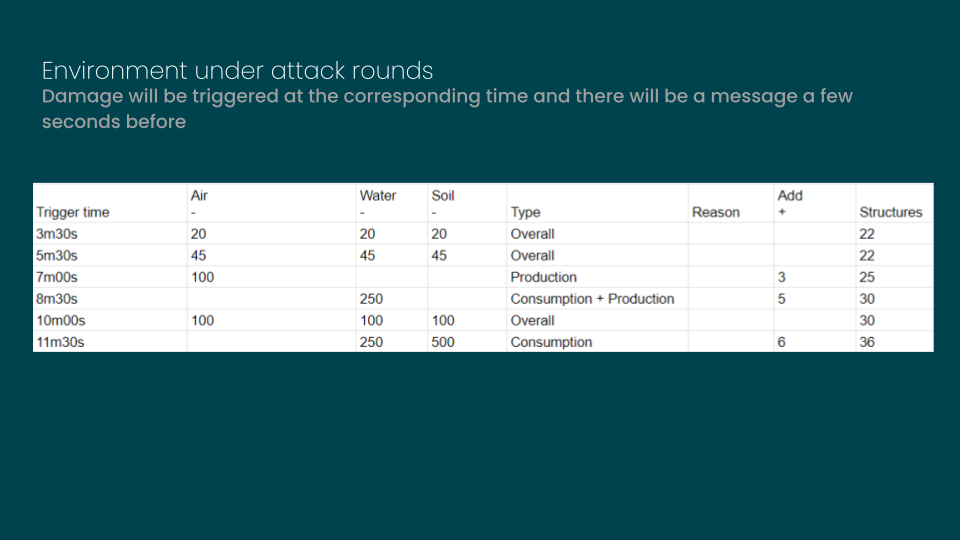 Environment under attack rounds
Damage will be triggered at the corresponding time and there will be a message a few
seconds before
Air Water Soil Add
Trigger time - - - Type Reason + Structures
3m30s 20 20 20 Overall 22
5m30s 45 45 45 Overall 22
7m00s 100 Production 3 25
8m30s 250 Consumption + Production 5 30
10m00s 100 100 100 Overall 30
11m30s 250 500 Consumption 6 36